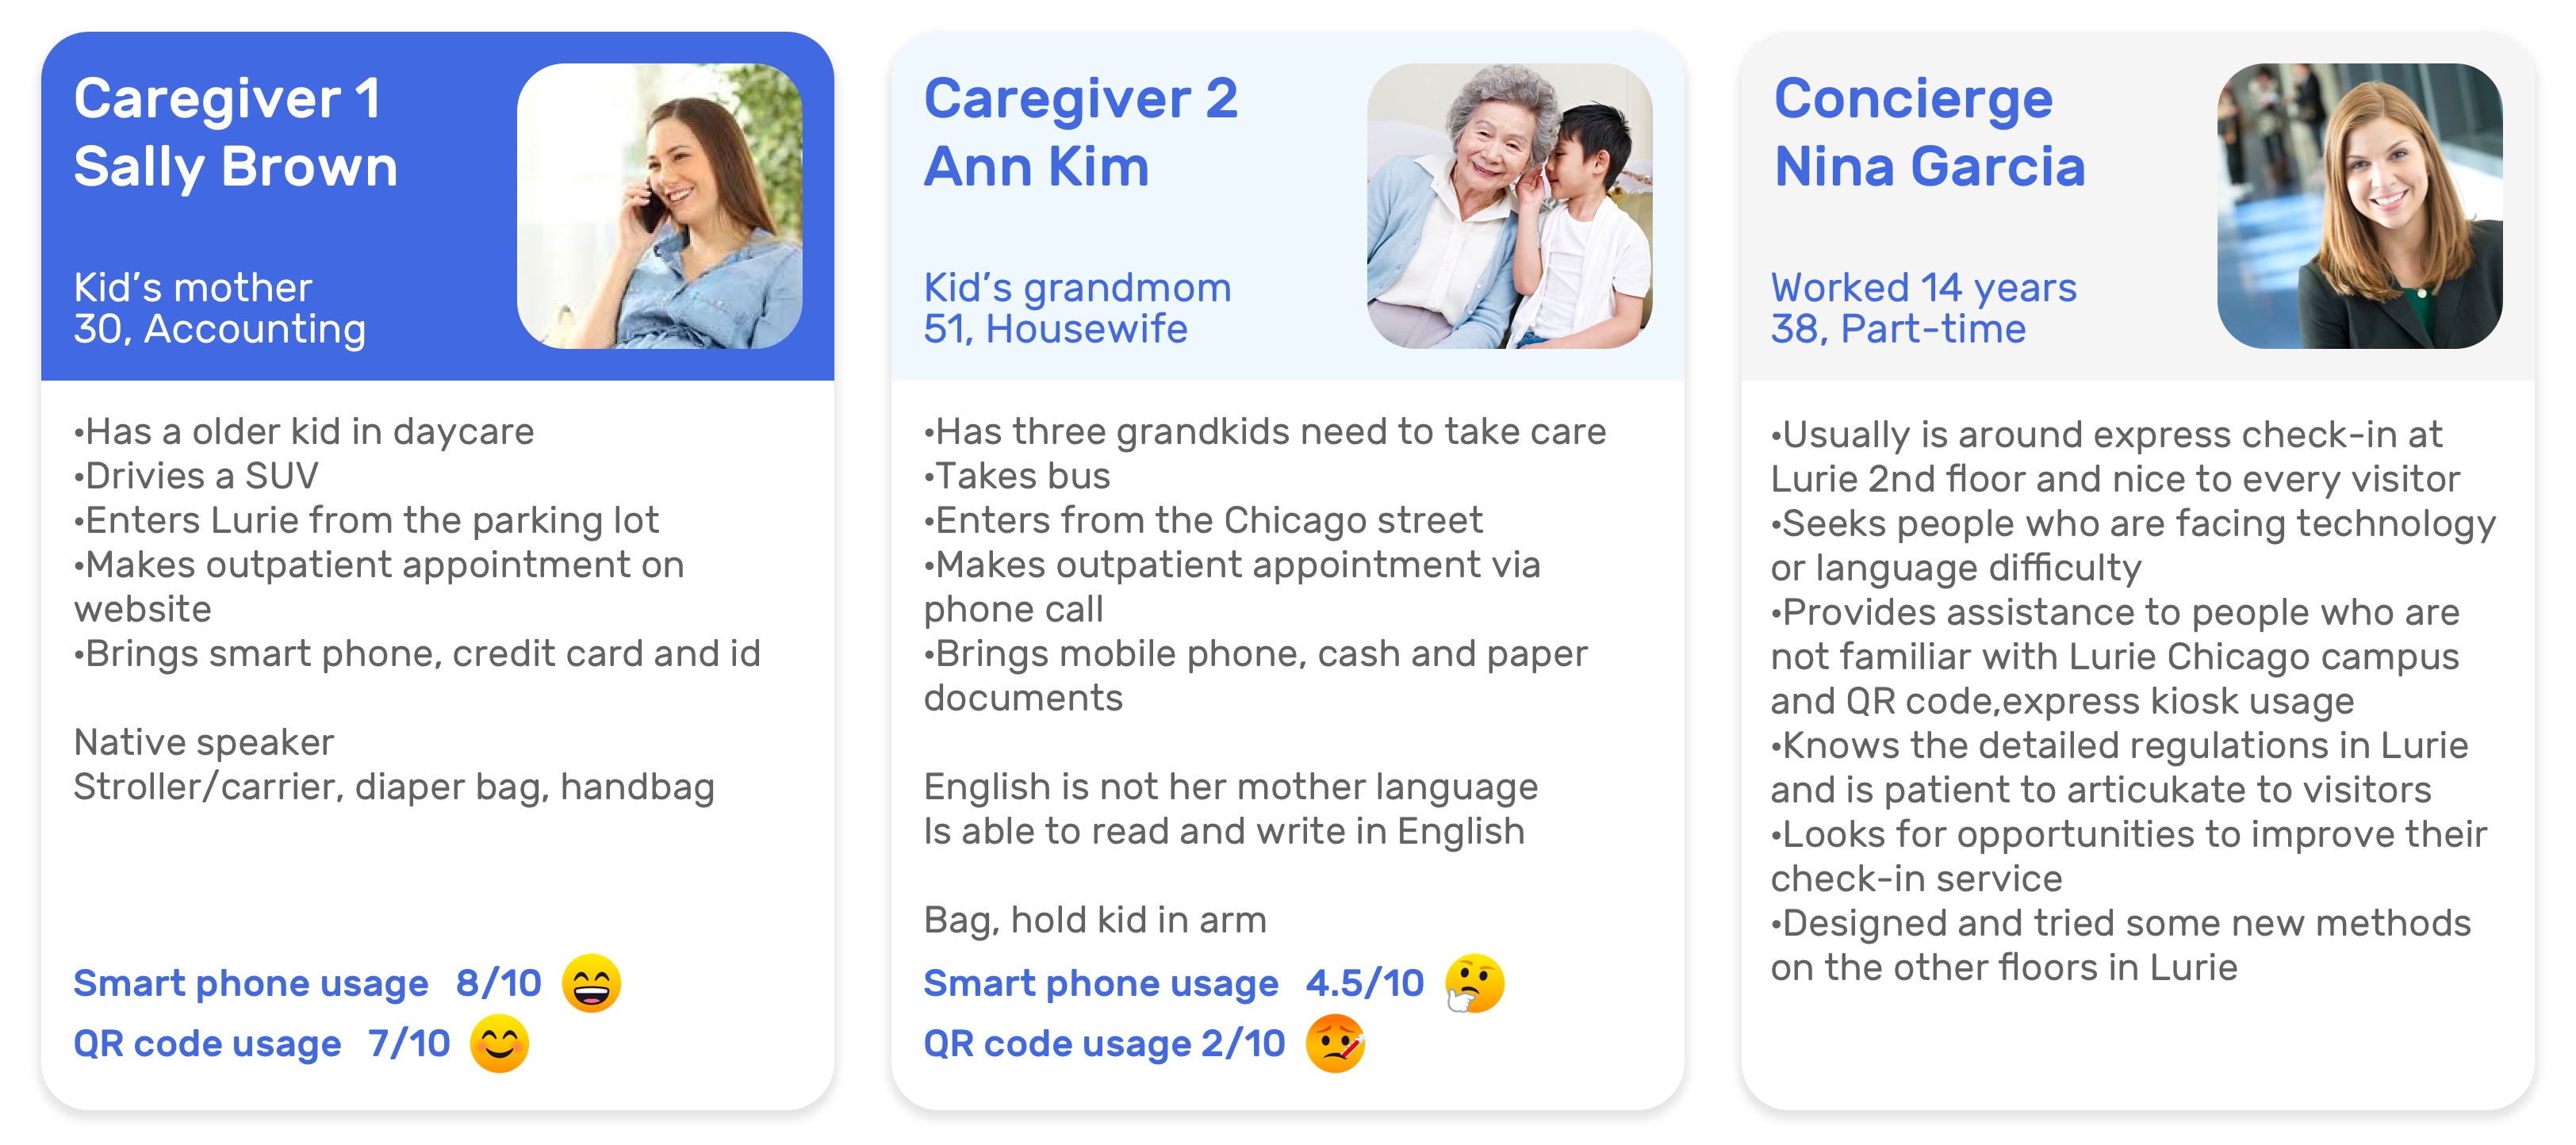 Caregiver 1
Sally Brown
Kid’s mother
30, Accounting
•Has a older kid in daycare
•Drivies a SUV
•Enters Lurie from the parking lot
•Makes outpatient appointment on
website
•Brings smart phone, credit card and id
Native speaker
Stroller/carrier, diaper bag, handbag
Smart phone usage 8/10
QR code usage 7/10
Caregiver 2
Ann Kim
Kid’s grandmom
51, Housewife
•Has three grandkids need to take care
•Takes bus
•Enters from the Chicago street
•Makes outpatient appointment via
phone call
•Brings mobile phone, cash and paper
documents
English is not her mother language
Is able to read and write in English
Bag, hold kid in arm
Smart phone usage 4.5/10
QR code usage 2/10
Concierge
Nina Garcia
Worked 14 years
38, Part-time
•Usually is around express check-in at
Lurie 2nd floor and nice to every visitor
•Seeks people who are facing technology
or language difficulty
•Provides assistance to people who are
not familiar with Lurie Chicago campus
and QR code,express kiosk usage
•Knows the detailed regulations in Lurie
and is patient to articukate to visitors
•Looks for opportunities to improve their
check-in service
•Designed and tried some new methods
on the other floors in Lurie